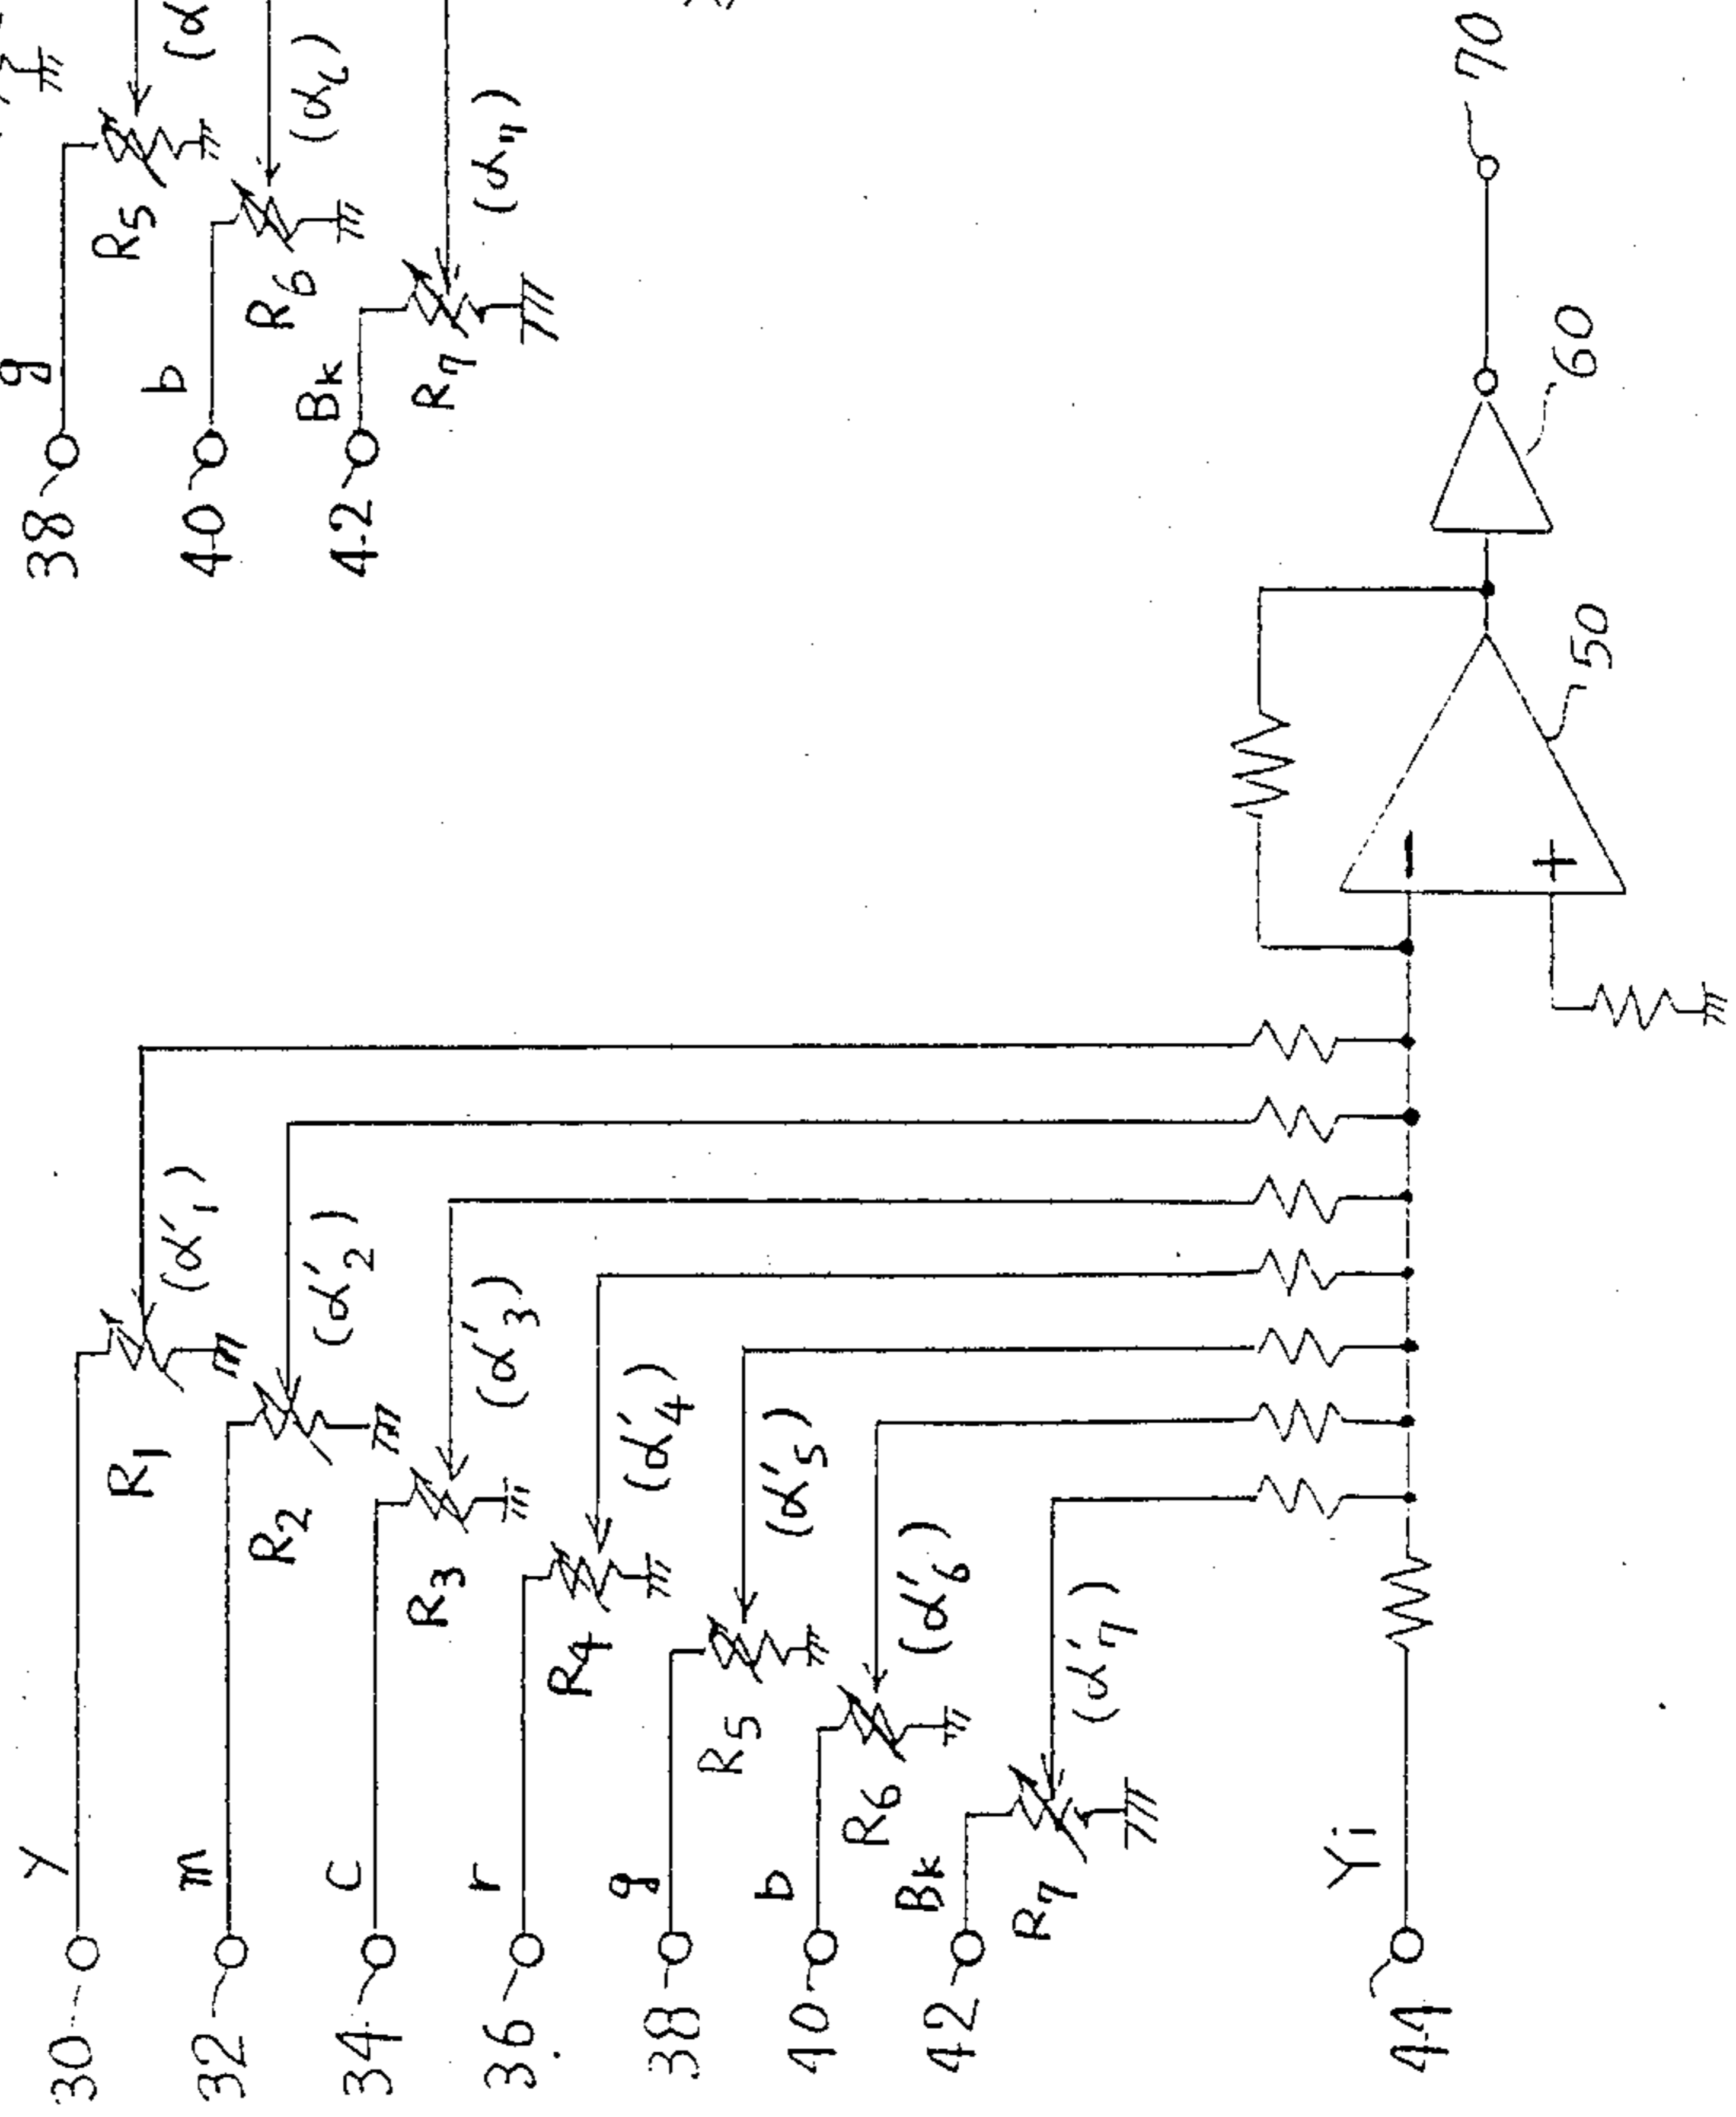 30 y R1 (α'1)
32 m R2 (α'2)
34 c R3 (α'3)
36 r R4 (α'4)
38 g R5 (α'5)
40 b R6 (α'6)
42 Bk R7 (α'7)
44 Yi
−
+
50
60
70
38 g R5 (α
40 b R6 (α6)
42 Bk R7 (α7)